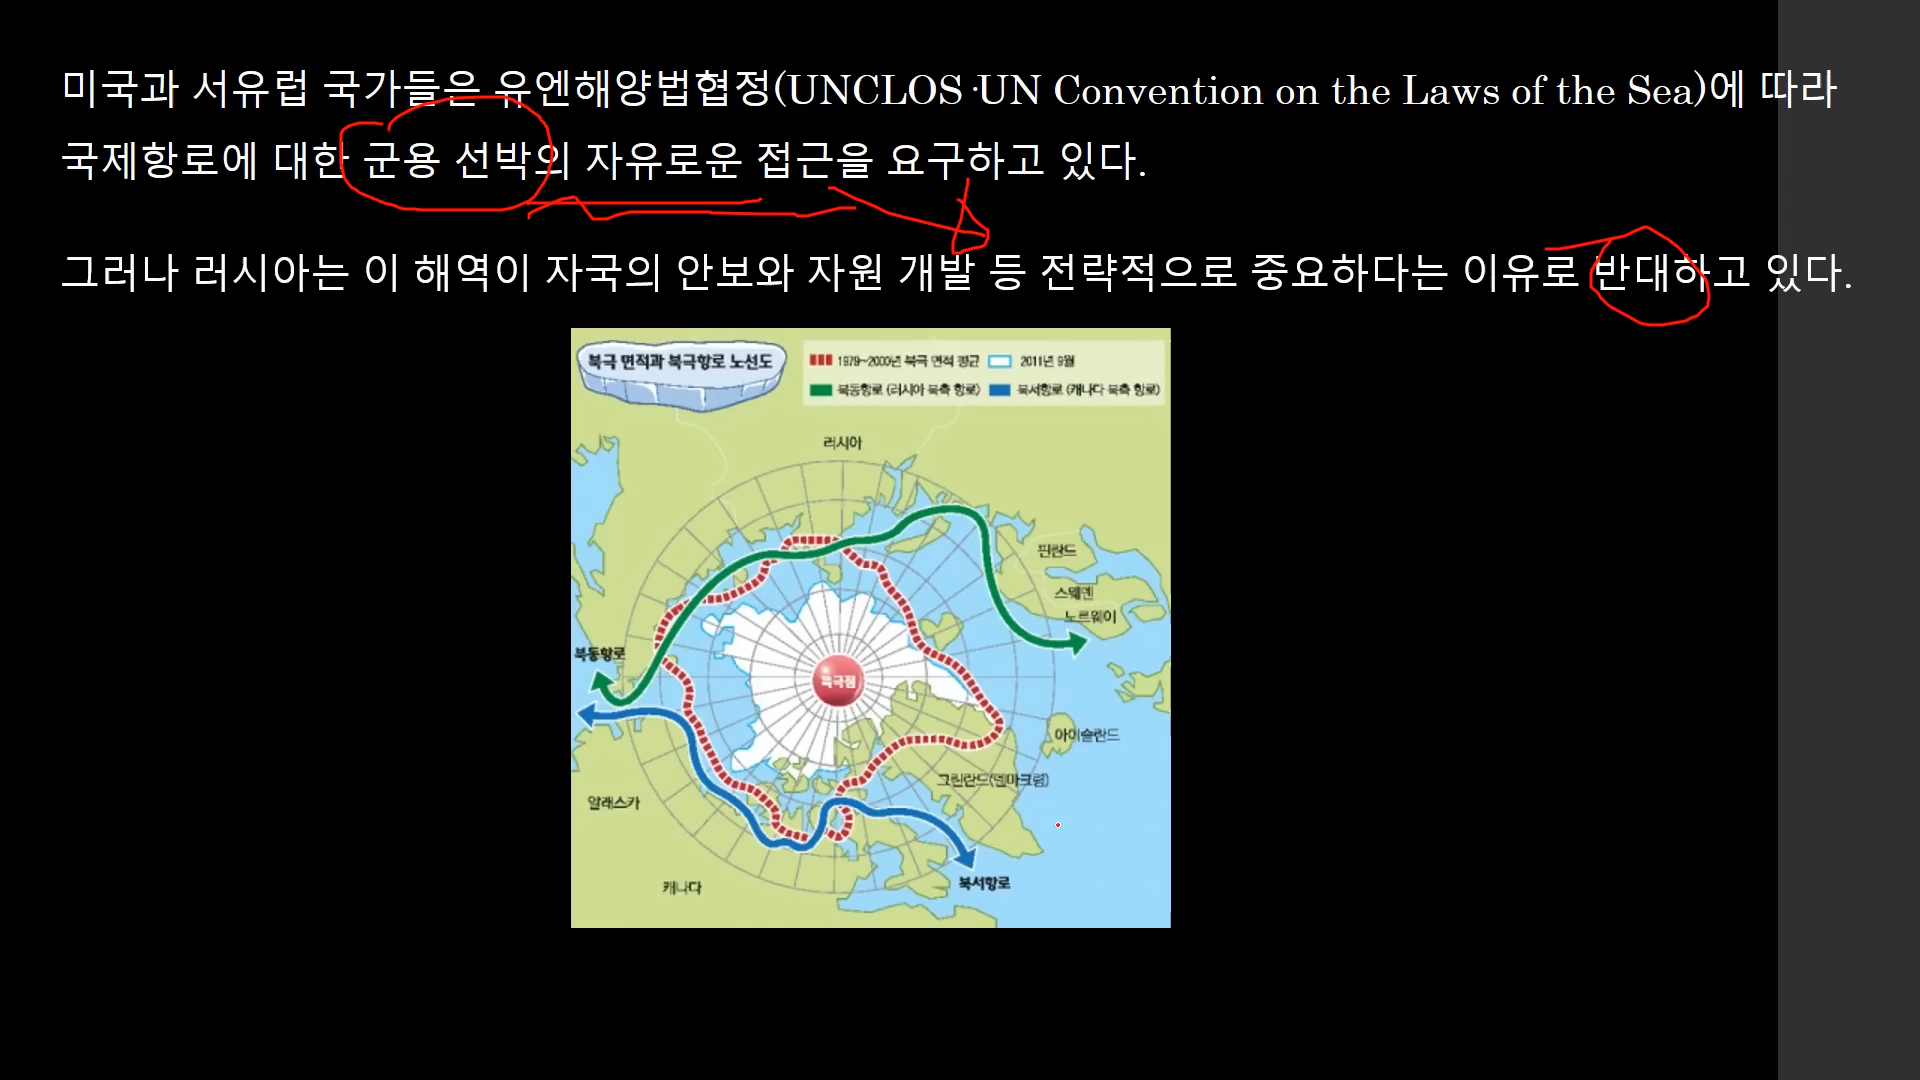 미국과 서유럽 국가들은 유엔해양법협정(UNCLOS·UN Convention on the Laws of the Sea)에 따라
국제항로에 대한 군용 선박의 자유로운 접근을 요구하고 있다.
그러나 러시아는 이 해역이 자국의 안보와 자원 개발 등 전략적으로 중요하다는 이유로 반대하고 있다.
북극 면적과 북극항로 노선도
1979~2000년 북극 면적 평균 2011년 9월
북동항로 (러시아 북측 항로) 북서항로 (캐나다 북측 항로)
러시아
핀란드
스웨덴
노르웨이
북동항로
북극점
아이슬란드
그린란드(덴마크령)
알래스카
북서항로
캐나다